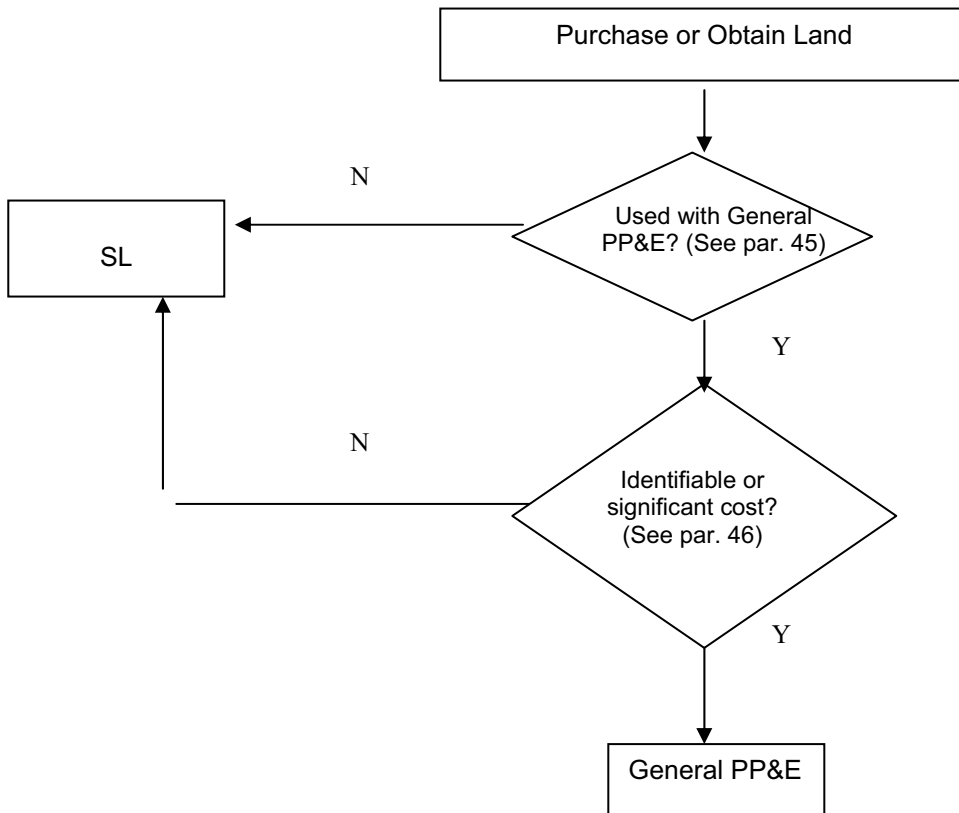 Purchase or Obtain Land
N
Used with General
PP&E? (See par. 45)
SL
Y
N
Identifiable or
significant cost?
(See par. 46)
Y
General PP&E